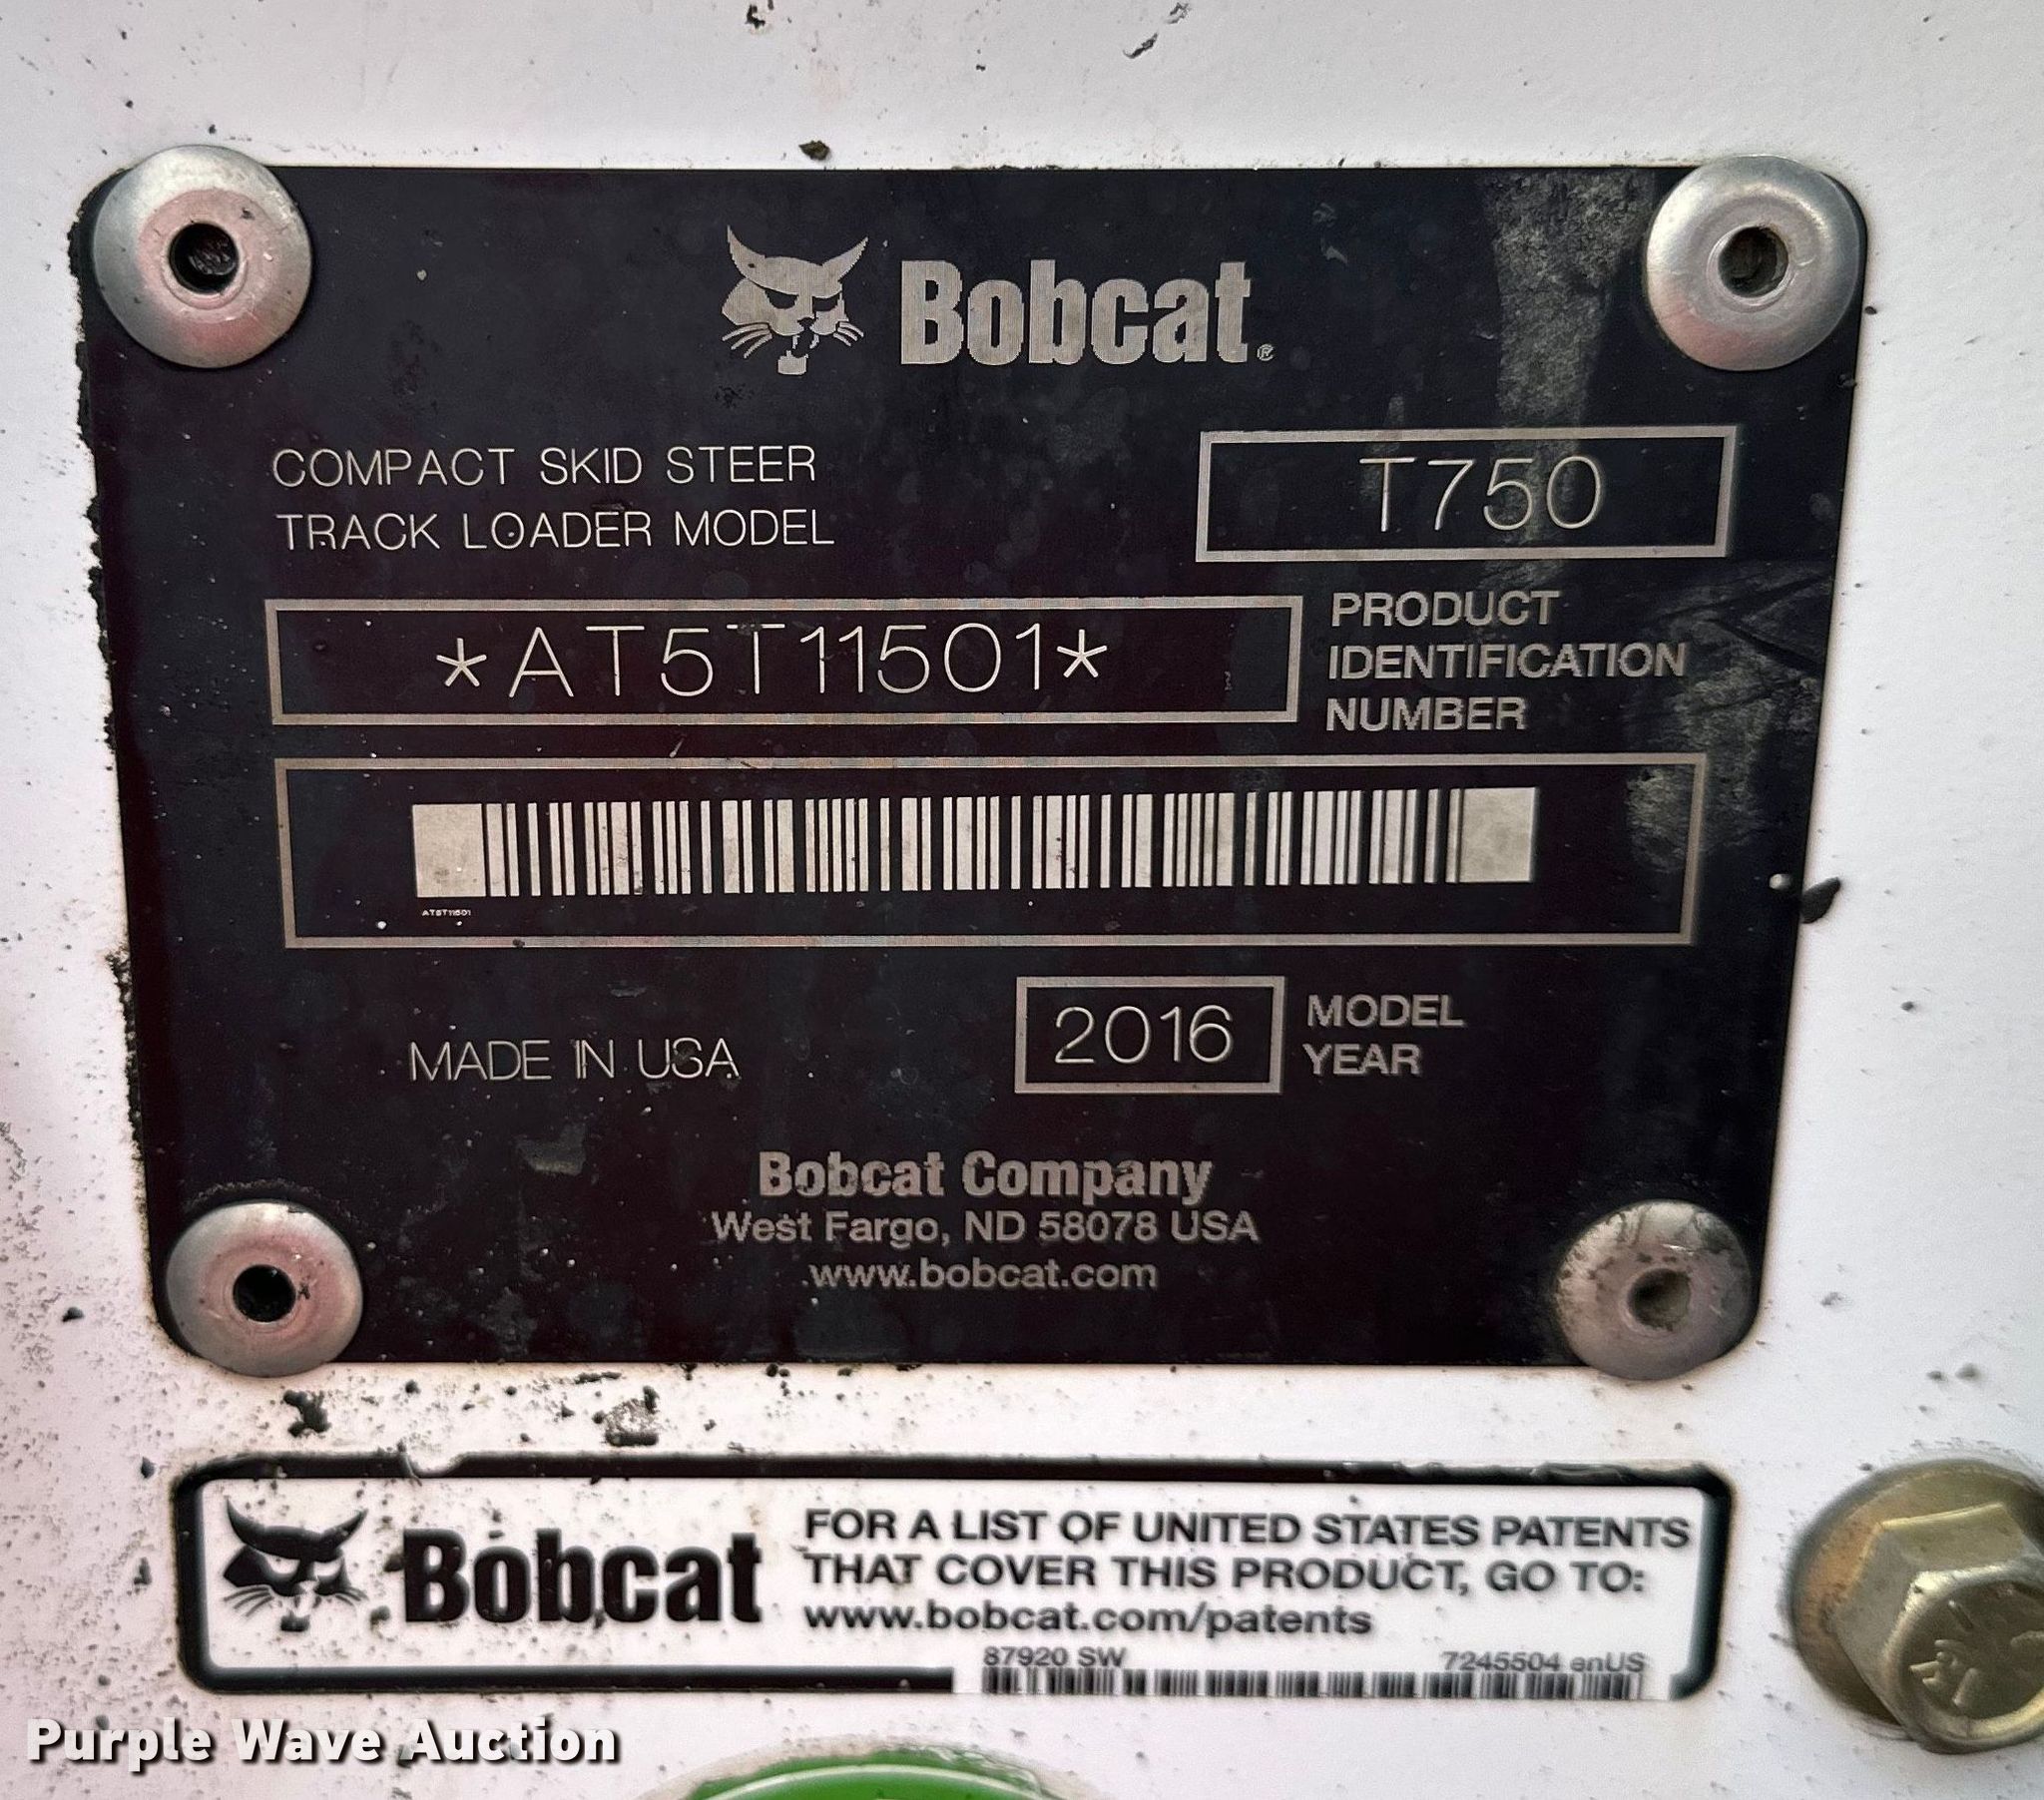 Bobcat®
COMPACT SKID STEER
TRACK LOADER MODEL
T750
*AT5T11501*
PRODUCT
IDENTIFICATION
NUMBER
AT5T11501
MADE IN USA
2016
MODEL
YEAR
Bobcat Company
West Fargo, ND 58078 USA
www.bobcat.com
Bobcat
FOR A LIST OF UNITED STATES PATENTS
THAT COVER THIS PRODUCT, GO TO:
www.bobcat.com/patents
87920 SW
7245504 enUS
Purple Wave Auction